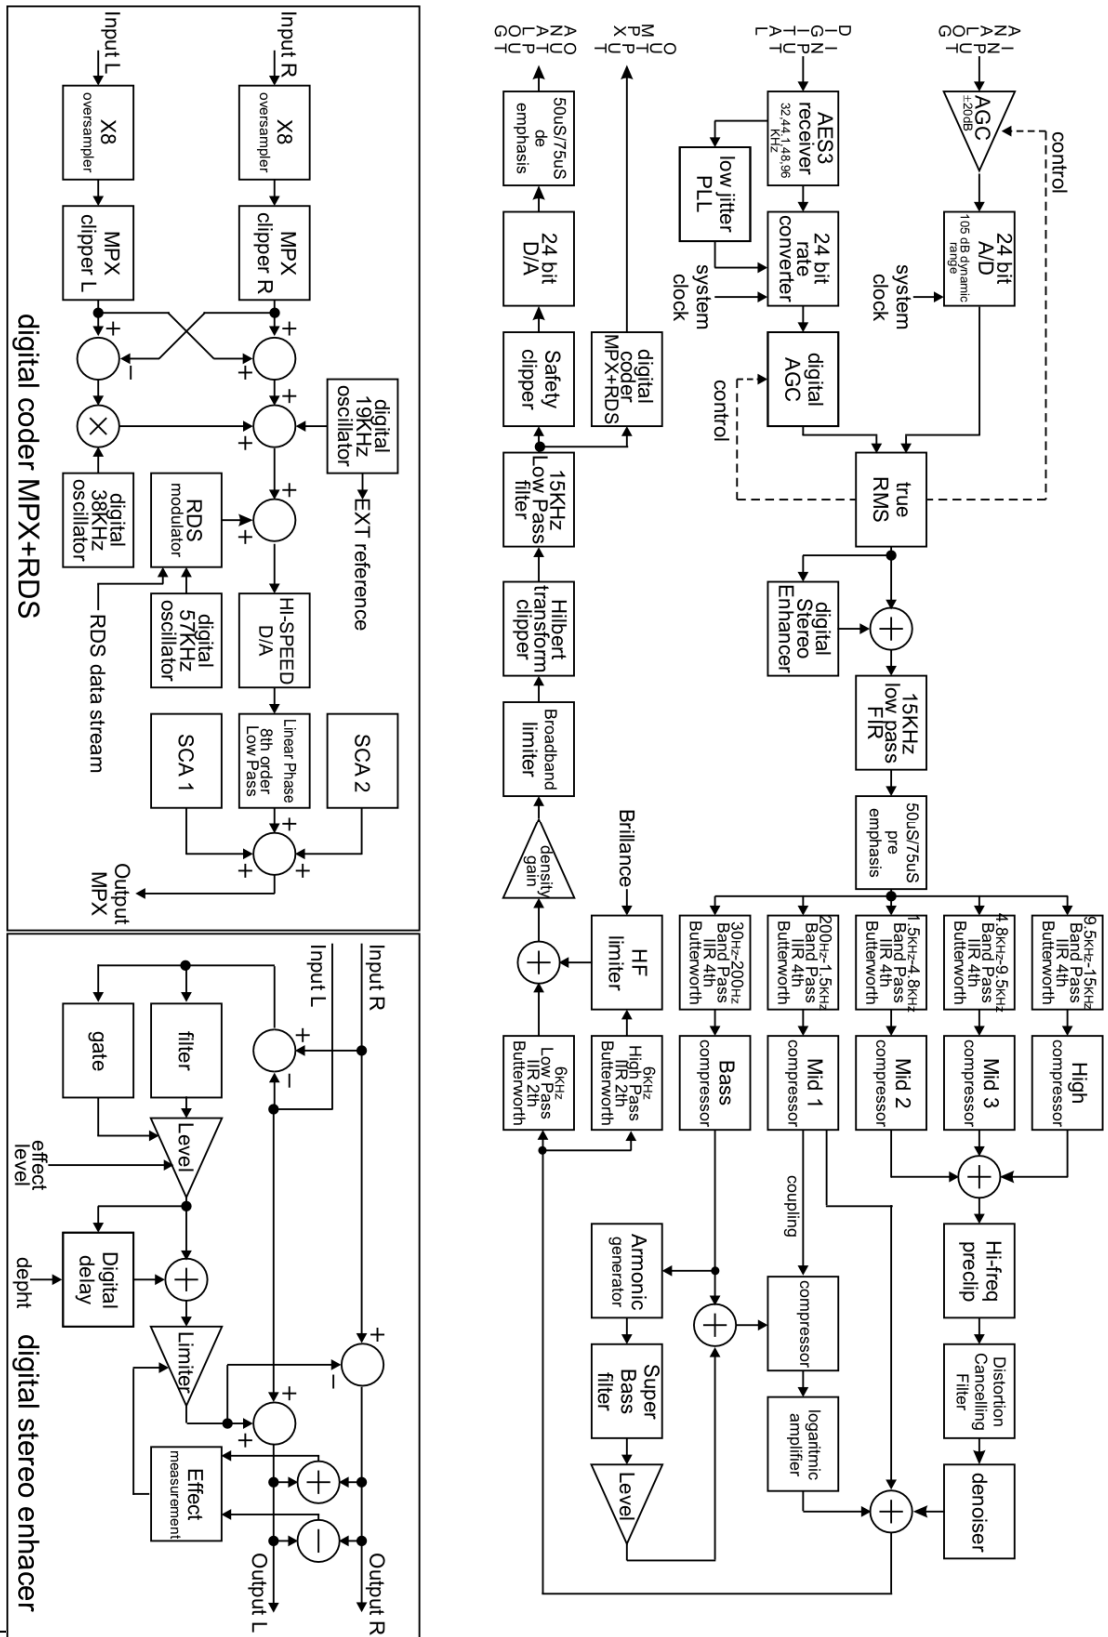 ANALOG
INPUT
AGC
±20dB
control
24 bit
A/D
105 dB dynamic
range
system
clock
DIGITAL
INPUT
AES3
receiver
32,44,1,48,96
KHz
low jitter
PLL
24 bit
rate
converter
system
clock
digital
AGC
control
true
RMS
digital
Stereo
Enhancer
15KHz
low pass
FIR
50uS/75uS
pre
emphasis
9.5KHz-15KHz
Band Pass
IIR 4th
Butterworth
High
compressor
4.8KHz-9.5KHz
Band Pass
IIR 4th
Butterworth
Mid 3
compressor
1.5KHz-4.8KHz
Band Pass
IIR 4th
Butterworth
Mid 2
compressor
200Hz-1.5KHz
Band Pass
IIR 4th
Butterworth
Mid 1
compressor
30Hz-200Hz
Band Pass
IIR 4th
Butterworth
Bass
compressor
Hi-freq
preclip
Distortion
Cancelling
Filter
denoiser
coupling
compressor
logaritmic
amplifier
Armonic
generator
Super
Bass
filter
Level
MPX
OUTPUT
digital
coder
MPX+RDS
Brillance
HF
limiter
6KHz
High Pass
IIR 2th
Butterworth
ANALOG
OUTPUT
50uS/75uS
de
emphasis
24 bit
D/A
Safety
clipper
15KHz
Low Pass
filter
Hilbert
transform
clipper
Broadband
limiter
density
gain
6KHz
Low Pass
IIR 2th
Butterworth
digital
19KHz
oscillator
EXT reference
SCA 2
Input R
X8
oversampler
MPX
clipper R
+
+
+
+
+
+
HI-SPEED
D/A
Linear Phase
8th order
Low Pass
+
+
+
RDS
modulator
SCA 1
Input L
X8
oversampler
MPX
clipper L
+
−
×
digital
38KHz
oscillator
digital
57KHz
oscillator
RDS data stream
Output
MPX
digital coder MPX+RDS
Input R
Input L
+
−
+
−
+
+
+
−
Output R
Output L
filter
gate
Level
effect
level
+
Digital
delay
depht
Limiter
Effect
measurement
digital stereo enhacer